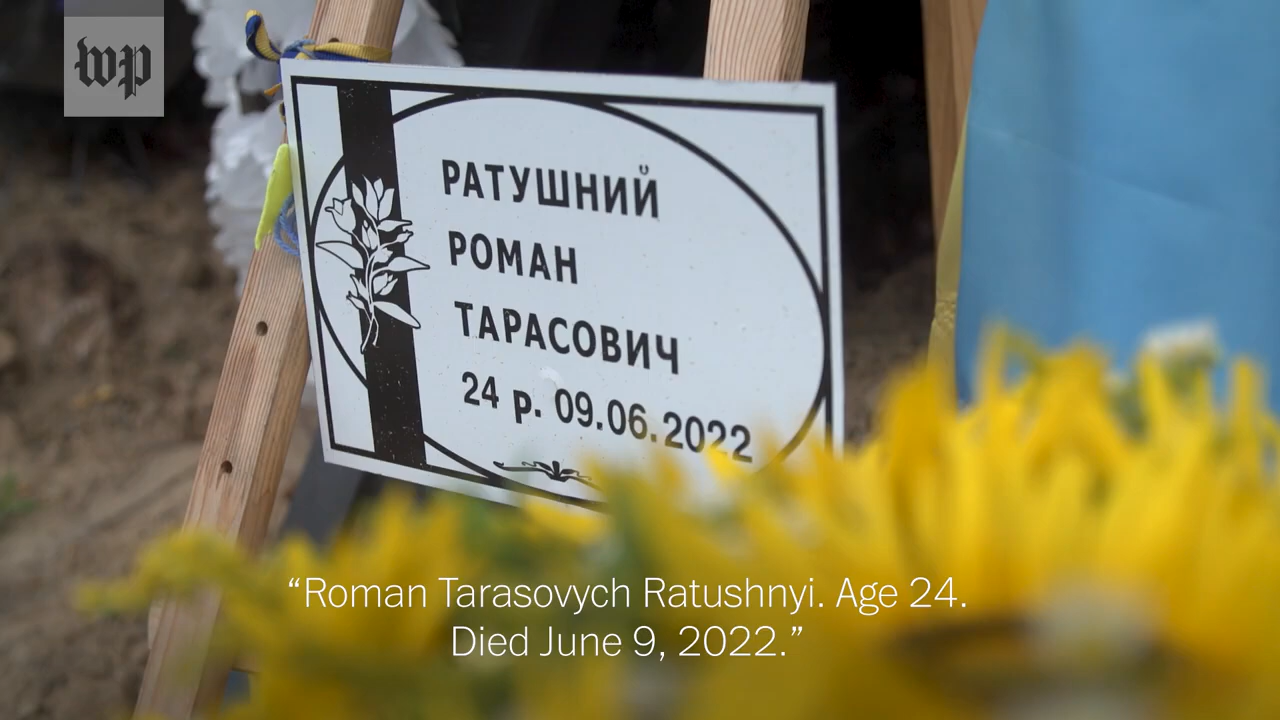 wp
РАТУШНИЙ
РОМАН
ТАРАСОВИЧ
24 р. 09.06.2022
“Roman Tarasovych Ratushnyi. Age 24.
Died June 9, 2022.”